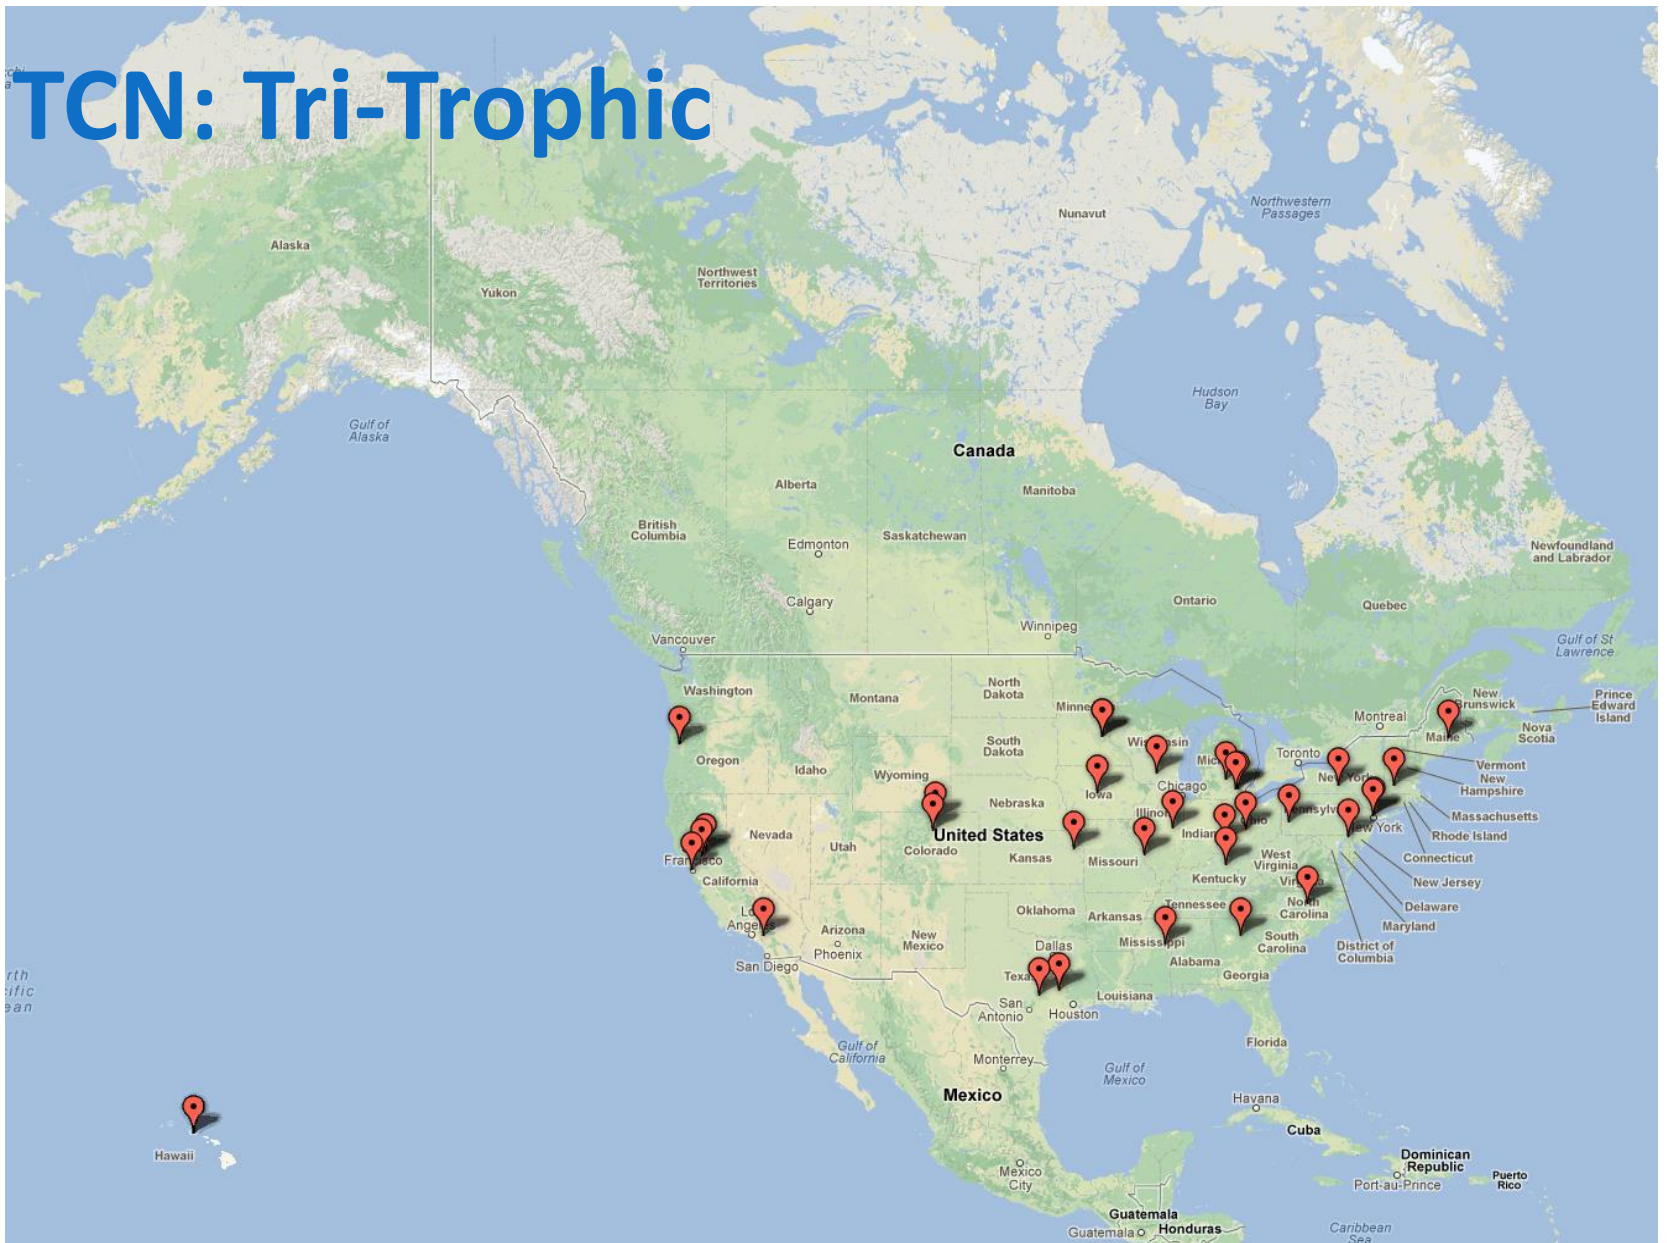 TCN: Tri-Trophic
Northwestern
Passages
Nunavut
Alaska
Northwest
Territories
Yukon
Hudson
Bay
Gulf of
Alaska
Canada
Alberta
Manitoba
British
Columbia
Saskatchewan
Edmonton
Newfoundland
and Labrador
Calgary
Ontario
Quebec
Winnipeg
Vancouver
Gulf of St
Lawrence
Washington
North
Dakota
Montana
Minne
New
Brunswick
Prince
Edward
Island
Montreal
Nova
Scotia
Maine
South
Dakota
Toronto
Oregon
Idaho
Wyoming
Vermont
New
Hampshire
Chicago
Iowa
Nebraska
Massachusetts
Nevada
United States
Rhode Island
Utah
Colorado
Kansas
Missouri
West
Virginia
Connecticut
California
Kentucky
New Jersey
Oklahoma
Arkansas
Tennessee
North
Carolina
Delaware
Maryland
Arizona
New
Mexico
Dallas
Mississippi
South
Carolina
District of
Columbia
Phoenix
San Diego
Alabama
Georgia
Louisiana
San
Antonio
Houston
Gulf of
California
Florida
Monterrey
Gulf of
Mexico
Mexico
Havana
Cuba
Hawaii
Dominican
Republic
Mexico
City
Port-au-Prince
Puerto
Rico
Guatemala
Guatemala
Honduras
Caribbean
Sea